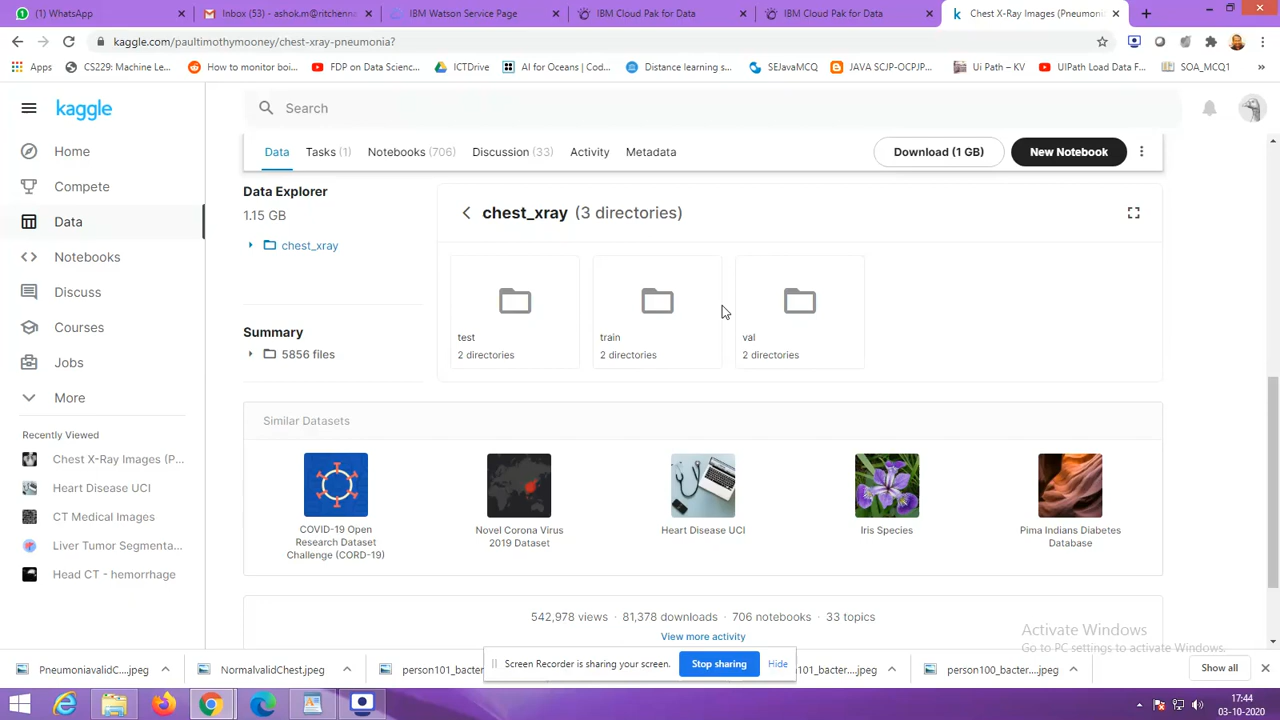 Inbox (53) - ashok.m@ritchennai
WhatsApp
IBM Watson Service Page
IBM Cloud Pak for Data
IBM Cloud Pak for Data
Chest X-Ray Images (Pneumoni
kaggle.com/paultimothymooney/chest-xray-pneumonia?
Apps
CS229: Machine Le...
How to monitor boi...
FDP on Data Scienc...
ICTDrive
AI for Oceans | Cod...
Distance learning s...
SEJavaMCQ
JAVA SCJP-OCPJP...
Ui Path – KV
UIPath Load Data F...
SOA_MCQ1
kaggle
Search
Home
Compete
Data
Notebooks
Discuss
Courses
Jobs
More
Recently Viewed
Chest X-Ray Images (P...
Heart Disease UCI
CT Medical Images
Liver Tumor Segmenta...
Head CT - hemorrhage
Data
Tasks (1)
Notebooks (706)
Discussion (33)
Activity
Metadata
Download (1 GB)
New Notebook
Data Explorer
1.15 GB
chest_xray
Summary
5856 files
chest_xray (3 directories)
test
2 directories
train
2 directories
val
2 directories
Similar Datasets
COVID-19 Open
Research Dataset
Challenge (CORD-19)
Novel Corona Virus
2019 Dataset
Heart Disease UCI
Iris Species
Pima Indians Diabetes
Database
542,978 views · 81,378 downloads · 706 notebooks · 33 topics
View more activity
Activate Windows
Go to PC settings to activate Windows.
PneumoniavalidC....jpeg
NormalvalidChest.jpeg
person101_bacte
Screen Recorder is sharing your screen.
Stop sharing
Hide
101_bacter....jpeg
person100_bacter....jpeg
Show all
17:44
03-10-2020